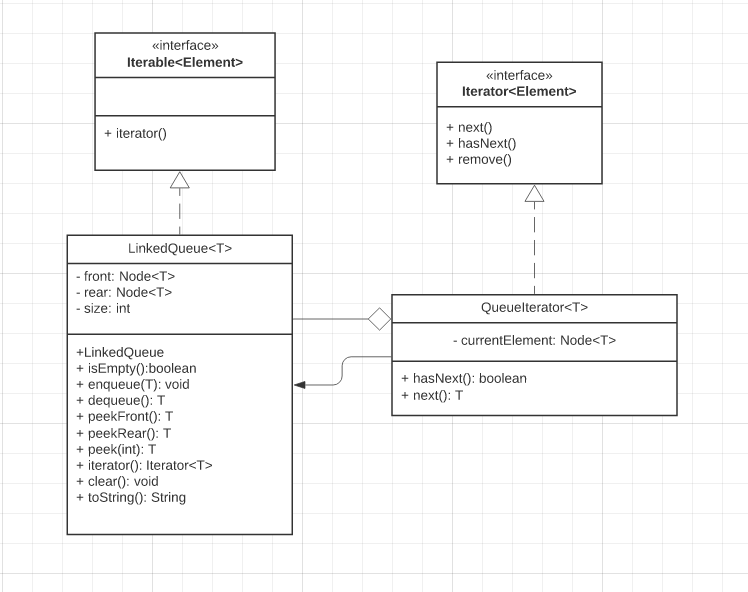 «interface»
Iterable<Element>
+ iterator()
«interface»
Iterator<Element>
+ next()
+ hasNext()
+ remove()
LinkedQueue<T>
- front: Node<T>
- rear: Node<T>
- size: int
+LinkedQueue
+ isEmpty():boolean
+ enqueue(T): void
+ dequeue(): T
+ peekFront(): T
+ peekRear(): T
+ peek(int): T
+ iterator(): Iterator<T>
+ clear(): void
+ toString(): String
QueueIterator<T>
- currentElement: Node<T>
+ hasNext(): boolean
+ next(): T